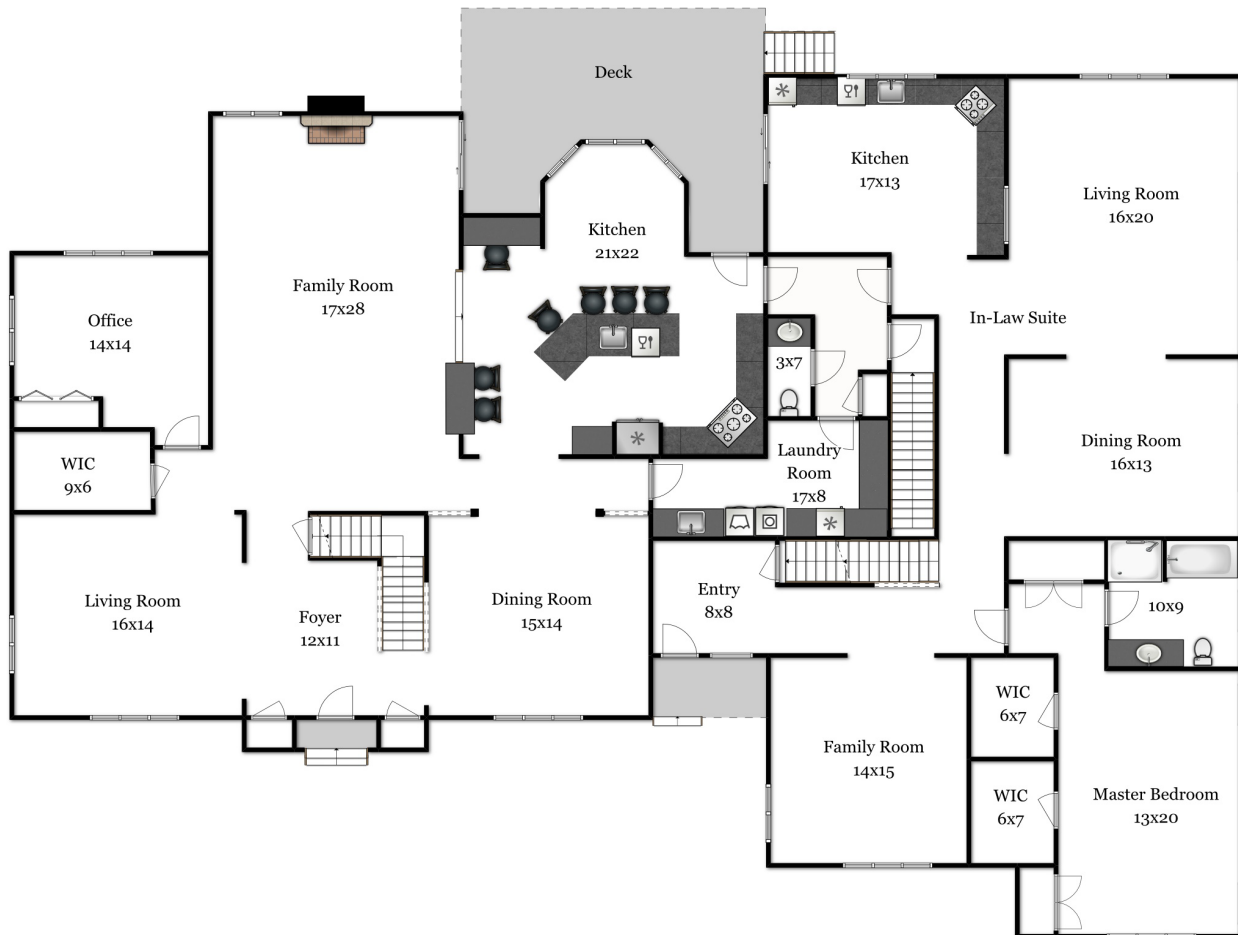 Deck
Kitchen
17x13
Living Room
16x20
Kitchen
21x22
Family Room
17x28
Office
14x14
In-Law Suite
3x7
Dining Room
16x13
WIC
9x6
Laundry
Room
17x8
Living Room
16x14
Foyer
12x11
Dining Room
15x14
Entry
8x8
10x9
WIC
6x7
Family Room
14x15
WIC
6x7
Master Bedroom
13x20